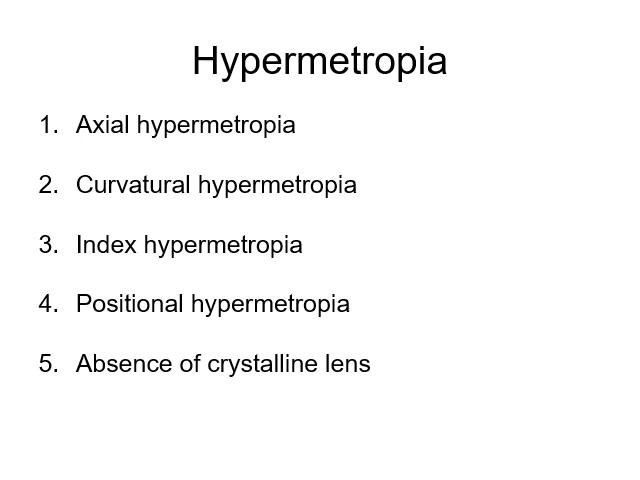 Hypermetropia
1. Axial hypermetropia
2. Curvatural hypermetropia
3. Index hypermetropia
4. Positional hypermetropia
5. Absence of crystalline lens